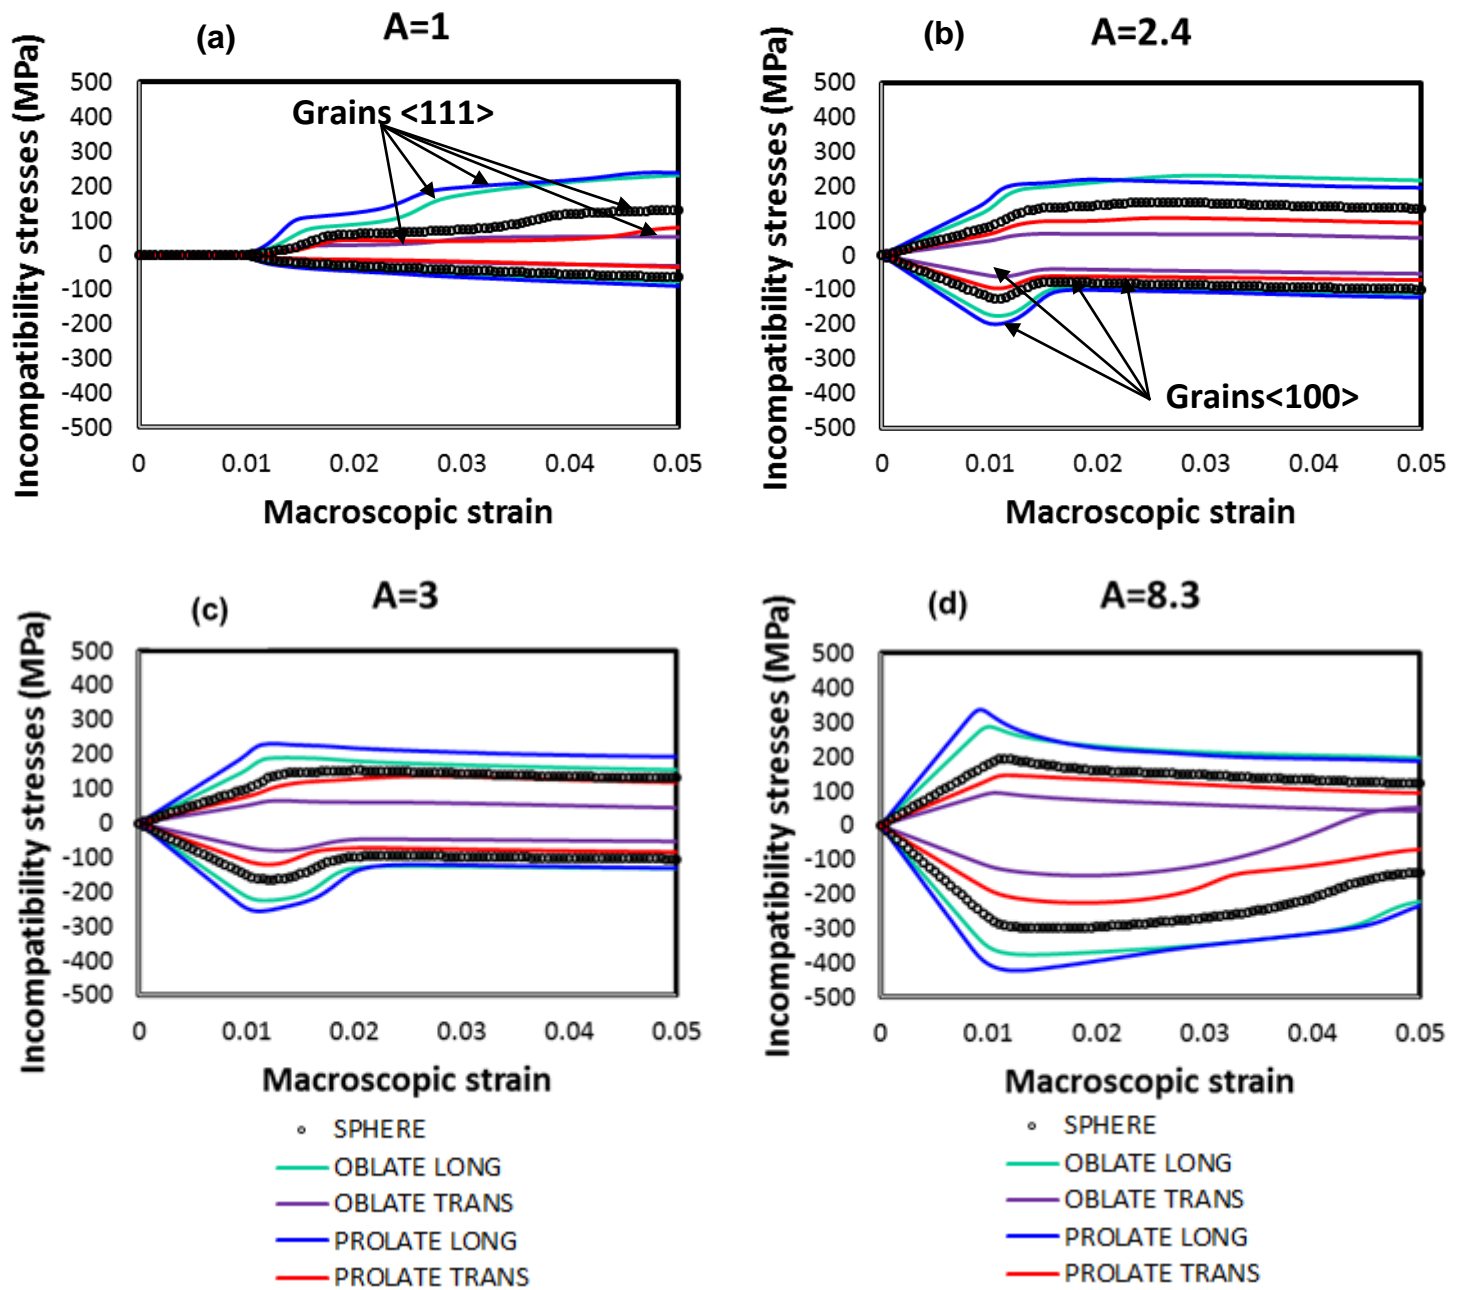 (a) A=1
Incompatibility stresses (MPa)
500
400
300
200
100
0
-100
-200
-300
-400
-500
Grains <111>
0 0.01 0.02 0.03 0.04 0.05
Macroscopic strain
(b) A=2.4
Incompatibility stresses (MPa)
500
400
300
200
100
0
-100
-200
-300
-400
-500
Grains<100>
0 0.01 0.02 0.03 0.04 0.05
Macroscopic strain
(c) A=3
Incompatibility stresses (MPa)
500
400
300
200
100
0
-100
-200
-300
-400
-500
0 0.01 0.02 0.03 0.04 0.05
Macroscopic strain
SPHERE
OBLATE LONG
OBLATE TRANS
PROLATE LONG
PROLATE TRANS
(d) A=8.3
Incompatibility stresses (MPa)
500
400
300
200
100
0
-100
-200
-300
-400
-500
0 0.01 0.02 0.03 0.04 0.05
Macroscopic strain
SPHERE
OBLATE LONG
OBLATE TRANS
PROLATE LONG
PROLATE TRANS